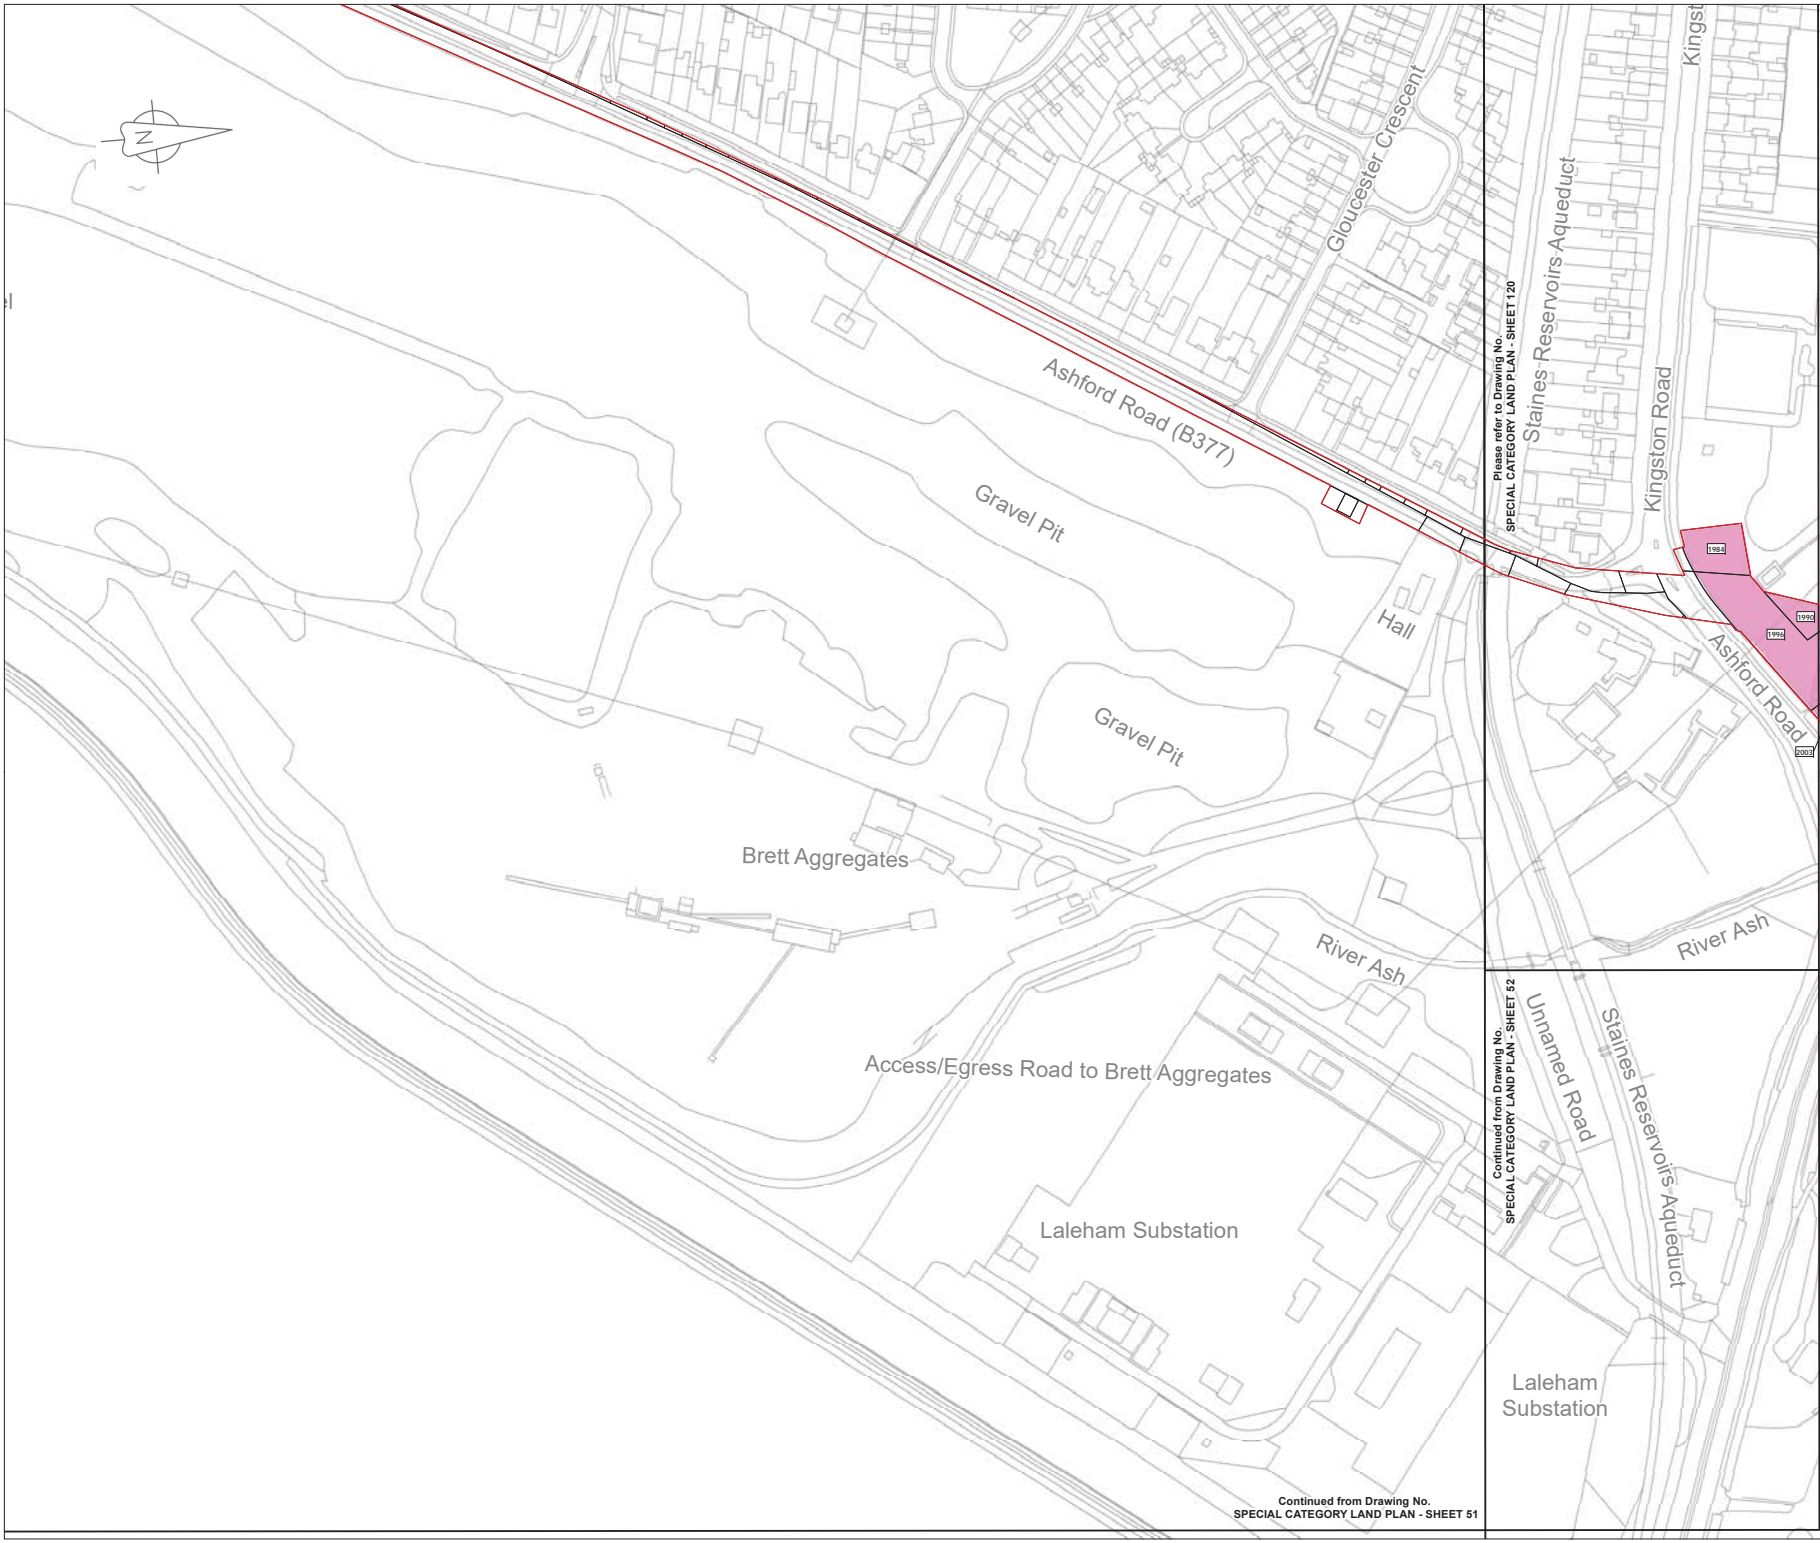 N
el
Gloucester Crescent
Ashford Road (B377)
Gravel Pit
Gravel Pit
Hall
Brett Aggregates
River Ash
Access/Egress Road to Brett Aggregates
Laleham Substation
Continued from Drawing No.
SPECIAL CATEGORY LAND PLAN - SHEET 51
Please refer to Drawing No.
SPECIAL CATEGORY LAND PLAN - SHEET 120
Staines-Reservoirs-Aqueduct
Kingst
Kingston Road
1984
1990
1996
Ashford Road
2003
River Ash
Continued from Drawing No.
SPECIAL CATEGORY LAND PLAN - SHEET 52
Unnamed Road
Staines Reservoirs Aqueduct
Laleham
Substation